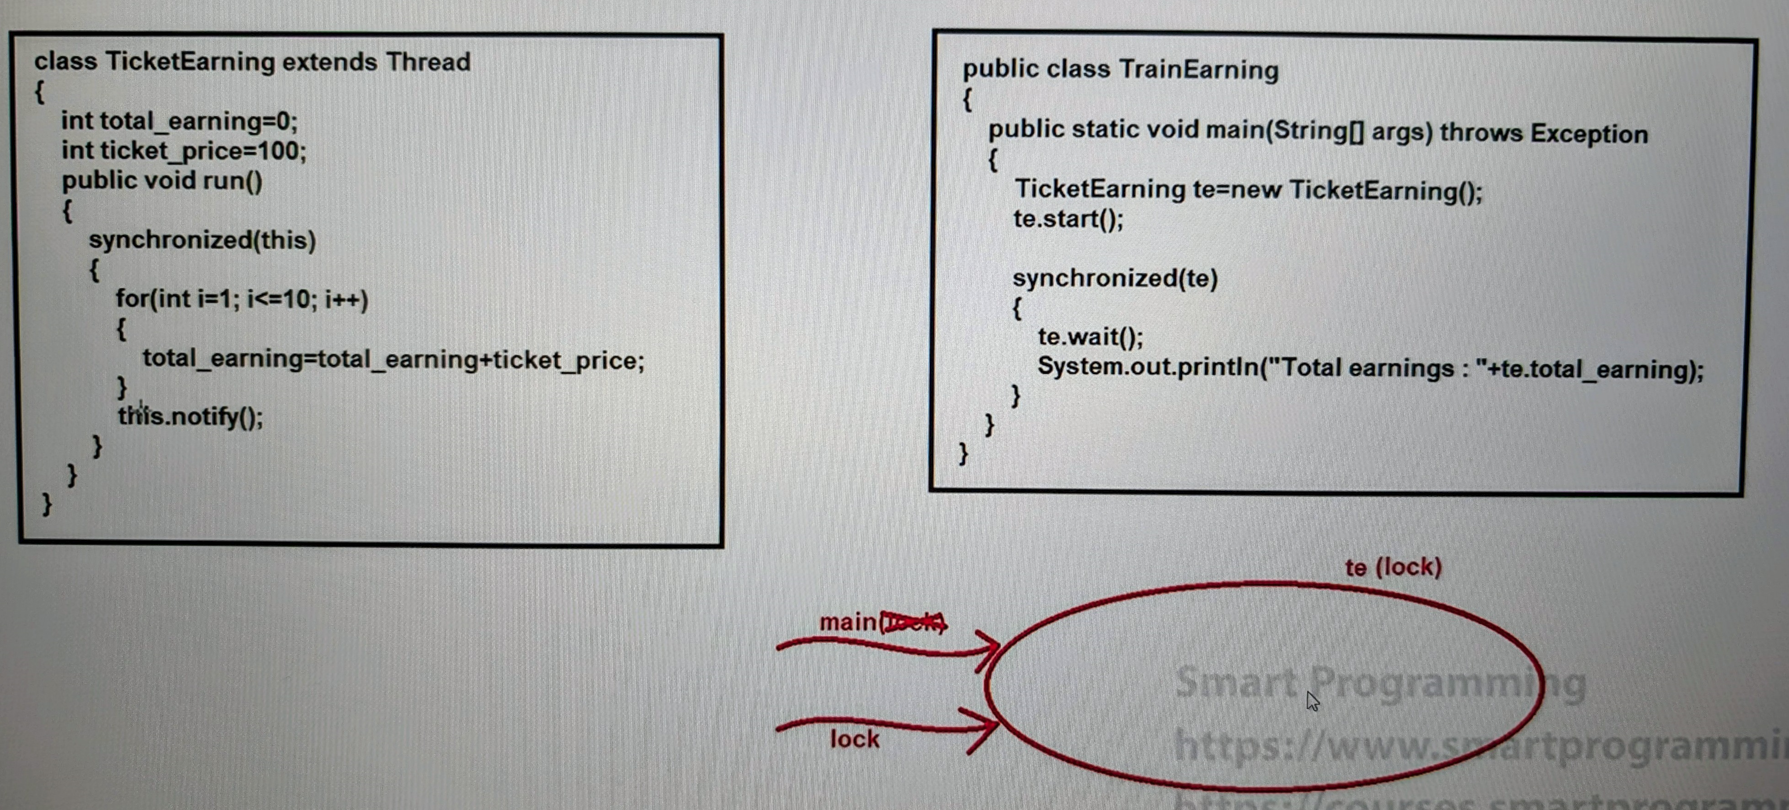 class TicketEarning extends Thread
{
int total_earning=0;
int ticket_price=100;
public void run()
{
synchronized(this)
{
for(int i=1; i<=10; i++)
{
total_earning=total_earning+ticket_price;
}
this.notify();
}
}
}
public class TrainEarning
{
public static void main(String[] args) throws Exception
{
TicketEarning te=new TicketEarning();
te.start();
synchronized(te)
{
te.wait();
System.out.println("Total earnings : "+te.total_earning);
}
}
}
te (lock)
main
lock
Smart Programming
https://www.smartprogrammi
https://courses.smartprogram